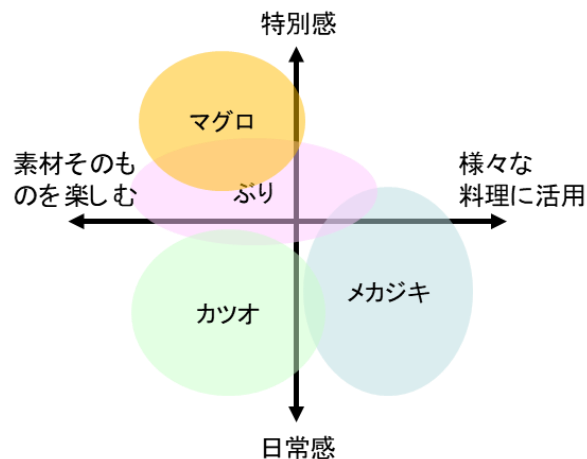 特別感
マグロ
素材そのも
のを楽しむ
ぶり
様々な
料理に活用
カツオ
メカジキ
日常感